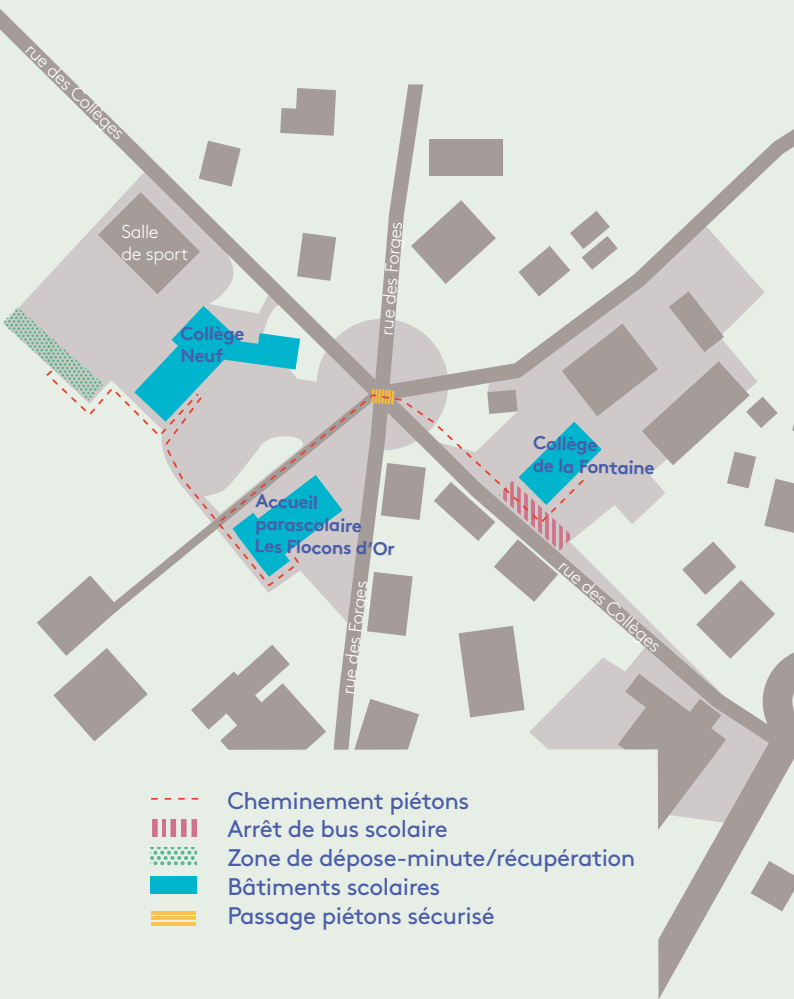 rue des Collèges
rue des Forges
Salle
de sport
Collège
Neuf
Collège
de la Fontaine
Accueil
parascolaire
Les Flocons d'Or
rue des Forges
rue des Collèges
Cheminement piétons
Arrêt de bus scolaire
Zone de dépose-minute/récupération
Bâtiments scolaires
Passage piétons sécurisé